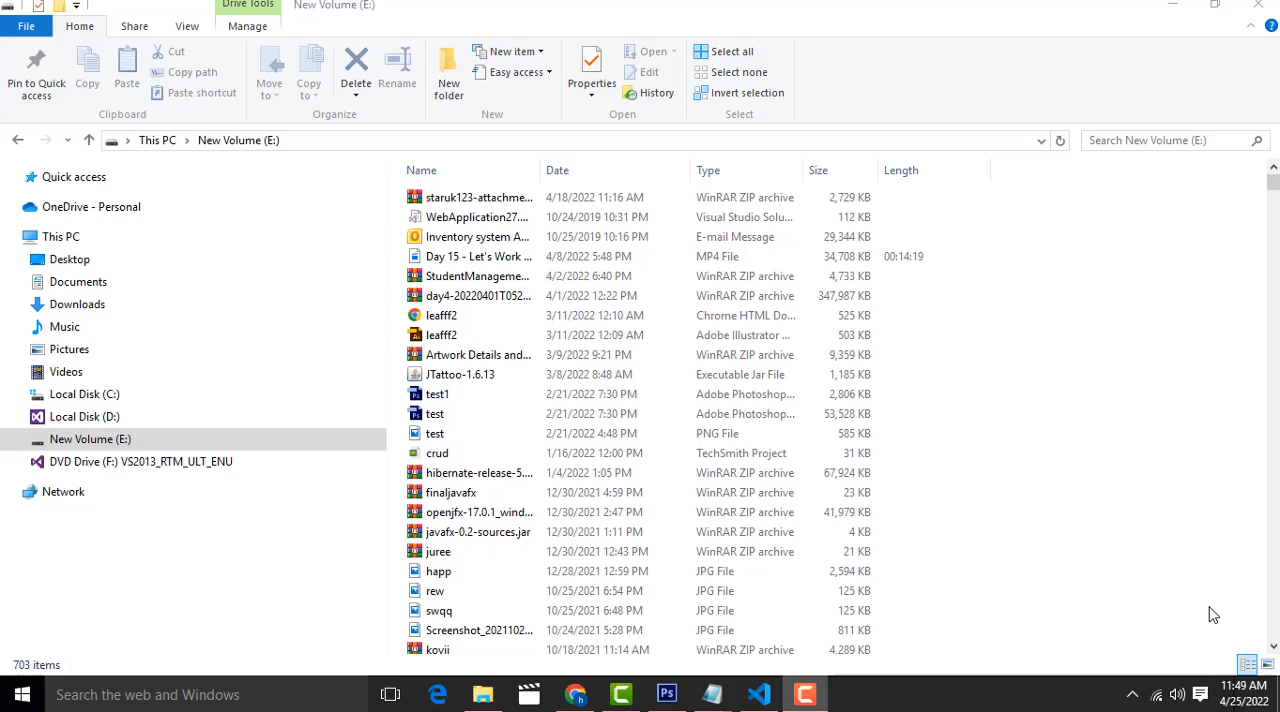 Drive Tools New Volume (E:)
File Home Share View Manage
Pin to Quick access
Copy
Paste
Cut
Copy path
Paste shortcut
Clipboard
Move to
Copy to
Delete
Rename
Organize
New folder
New item
Easy access
New
Properties
Open
Edit
History
Open
Select all
Select none
Invert selection
Select
This PC New Volume (E:) Search New Volume (E:)
Quick access
OneDrive - Personal
This PC
Desktop
Documents
Downloads
Music
Pictures
Videos
Local Disk (C:)
Local Disk (D:)
New Volume (E:)
DVD Drive (F:) VS2013_RTM_ULT_ENU
Network
Name Date Type Size Length
staruk123-attachme... 4/18/2022 11:16 AM WinRAR ZIP archive 2,729 KB
WebApplication27.... 10/24/2019 10:31 PM Visual Studio Solu... 112 KB
Inventory system A... 10/25/2019 10:16 PM E-mail Message 29,344 KB
Day 15 - Let's Work ... 4/8/2022 5:48 PM MP4 File 34,708 KB 00:14:19
StudentManageme... 4/2/2022 6:40 PM WinRAR ZIP archive 4,733 KB
day4-20220401T052... 4/1/2022 12:22 PM WinRAR ZIP archive 347,987 KB
leafff2 3/11/2022 12:10 AM Chrome HTML Do... 525 KB
leafff2 3/11/2022 12:09 AM Adobe Illustrator ... 503 KB
Artwork Details and... 3/9/2022 9:21 PM WinRAR ZIP archive 9,359 KB
JTattoo-1.6.13 3/8/2022 8:48 AM Executable Jar File 1,185 KB
test1 2/21/2022 7:30 PM Adobe Photoshop... 2,806 KB
test 2/21/2022 7:30 PM Adobe Photoshop... 53,528 KB
test 2/21/2022 4:48 PM PNG File 585 KB
crud 1/16/2022 12:00 PM TechSmith Project 31 KB
hibernate-release-5.... 1/4/2022 1:05 PM WinRAR ZIP archive 67,924 KB
finaljavafx 12/30/2021 4:59 PM WinRAR ZIP archive 23 KB
openjfx-17.0.1_wind... 12/30/2021 2:47 PM WinRAR ZIP archive 41,979 KB
javafx-0.2-sources.jar 12/30/2021 1:11 PM WinRAR ZIP archive 4 KB
juree 12/30/2021 12:43 PM WinRAR ZIP archive 21 KB
happ 12/28/2021 12:59 PM JPG File 2,594 KB
rew 10/25/2021 6:54 PM JPG File 125 KB
swqq 10/25/2021 6:48 PM JPG File 125 KB
Screenshot_2021102... 10/24/2021 5:28 PM JPG File 811 KB
kovii 10/18/2021 11:14 AM WinRAR ZIP archive 4,289 KB
703 items
Search the web and Windows
Ps
11:49 AM
4/25/2022